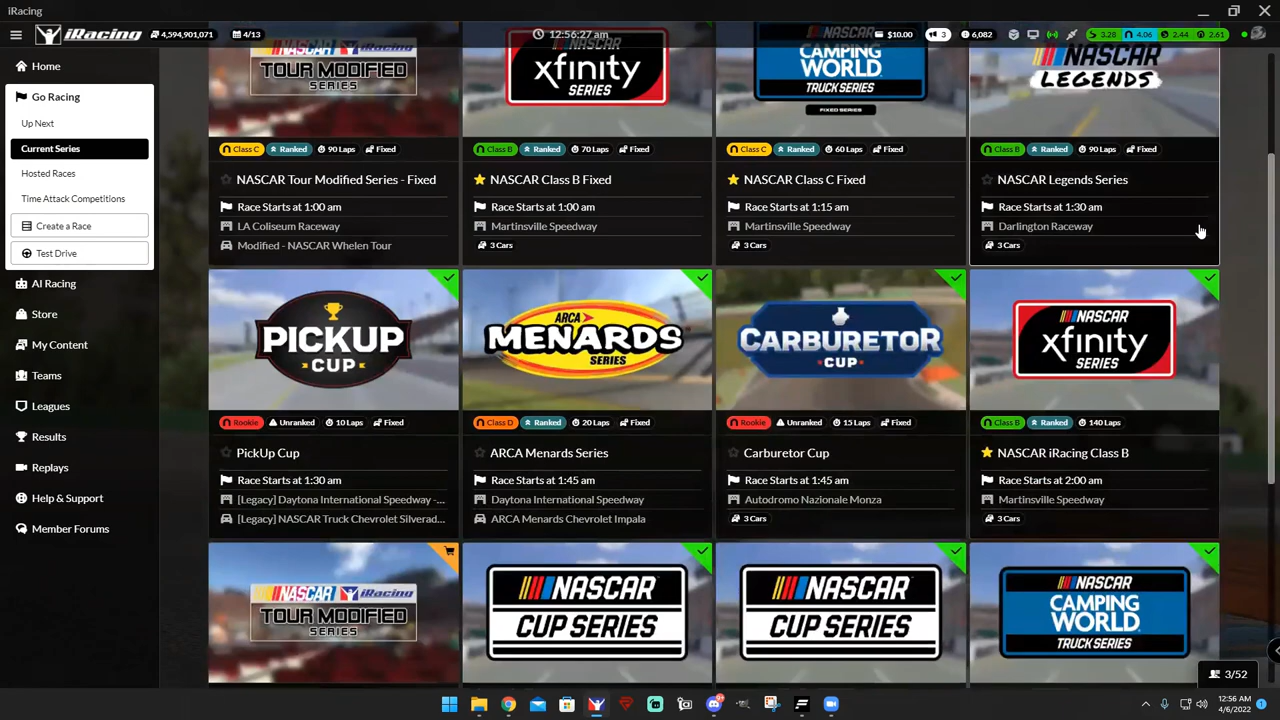 iRacing
iRacing 4,594,901,071 4/13 12:56:27 am $10.00 3 6,082 3.28 4.06 2.44 2.61
Home
Go Racing
Up Next
Current Series
Hosted Races
Time Attack Competitions
Create a Race
Test Drive
AI Racing
Store
My Content
Teams
Leagues
Results
Replays
Help & Support
Member Forums
NASCAR iRacing
TOUR MODIFIED
SERIES
Class C Ranked 90 Laps Fixed
NASCAR Tour Modified Series - Fixed
Race Starts at 1:00 am
LA Coliseum Raceway
Modified - NASCAR Whelen Tour
NASCAR
xfinity
SERIES
Class B Ranked 70 Laps Fixed
NASCAR Class B Fixed
Race Starts at 1:00 am
Martinsville Speedway
3 Cars
CAMPING
WORLD
TRUCK SERIES
FIXED SERIES
Class C Ranked 60 Laps Fixed
NASCAR Class C Fixed
Race Starts at 1:15 am
Martinsville Speedway
3 Cars
NASCAR
LEGENDS
Class B Ranked 90 Laps Fixed
NASCAR Legends Series
Race Starts at 1:30 am
Darlington Raceway
3 Cars
PICKUP
CUP
Rookie Unranked 10 Laps Fixed
PickUp Cup
Race Starts at 1:30 am
[Legacy] Daytona International Speedway -...
[Legacy] NASCAR Truck Chevrolet Silverad...
ARCA
MENARDS
SERIES
Class D Ranked 20 Laps Fixed
ARCA Menards Series
Race Starts at 1:45 am
Daytona International Speedway
ARCA Menards Chevrolet Impala
CARBURETOR
CUP
Rookie Unranked 15 Laps Fixed
Carburetor Cup
Race Starts at 1:45 am
Autodromo Nazionale Monza
3 Cars
NASCAR
xfinity
SERIES
Class B Ranked 140 Laps
NASCAR iRacing Class B
Race Starts at 2:00 am
Martinsville Speedway
3 Cars
NASCAR iRacing
TOUR MODIFIED
SERIES
NASCAR
CUP SERIES
NASCAR
CUP SERIES
NASCAR
CAMPING
WORLD
TRUCK SERIES
3/52
9+
12:56 AM
4/6/2022